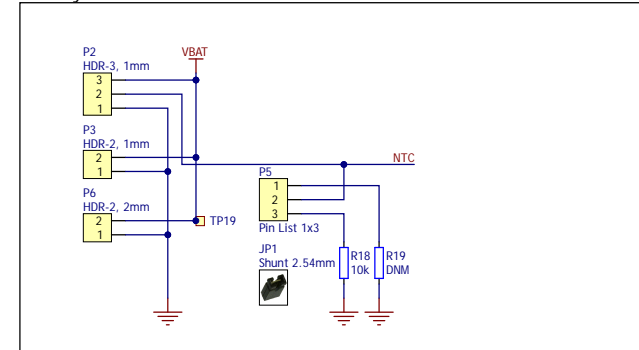 P2
HDR-3, 1mm
3
2
1
VBAT
P3
HDR-2, 1mm
2
1
P6
HDR-2, 2mm
2
1
TP19
NTC
P5
1
2
3
Pin List 1x3
JP1
Shunt 2.54mm
R18
10k
R19
DNM